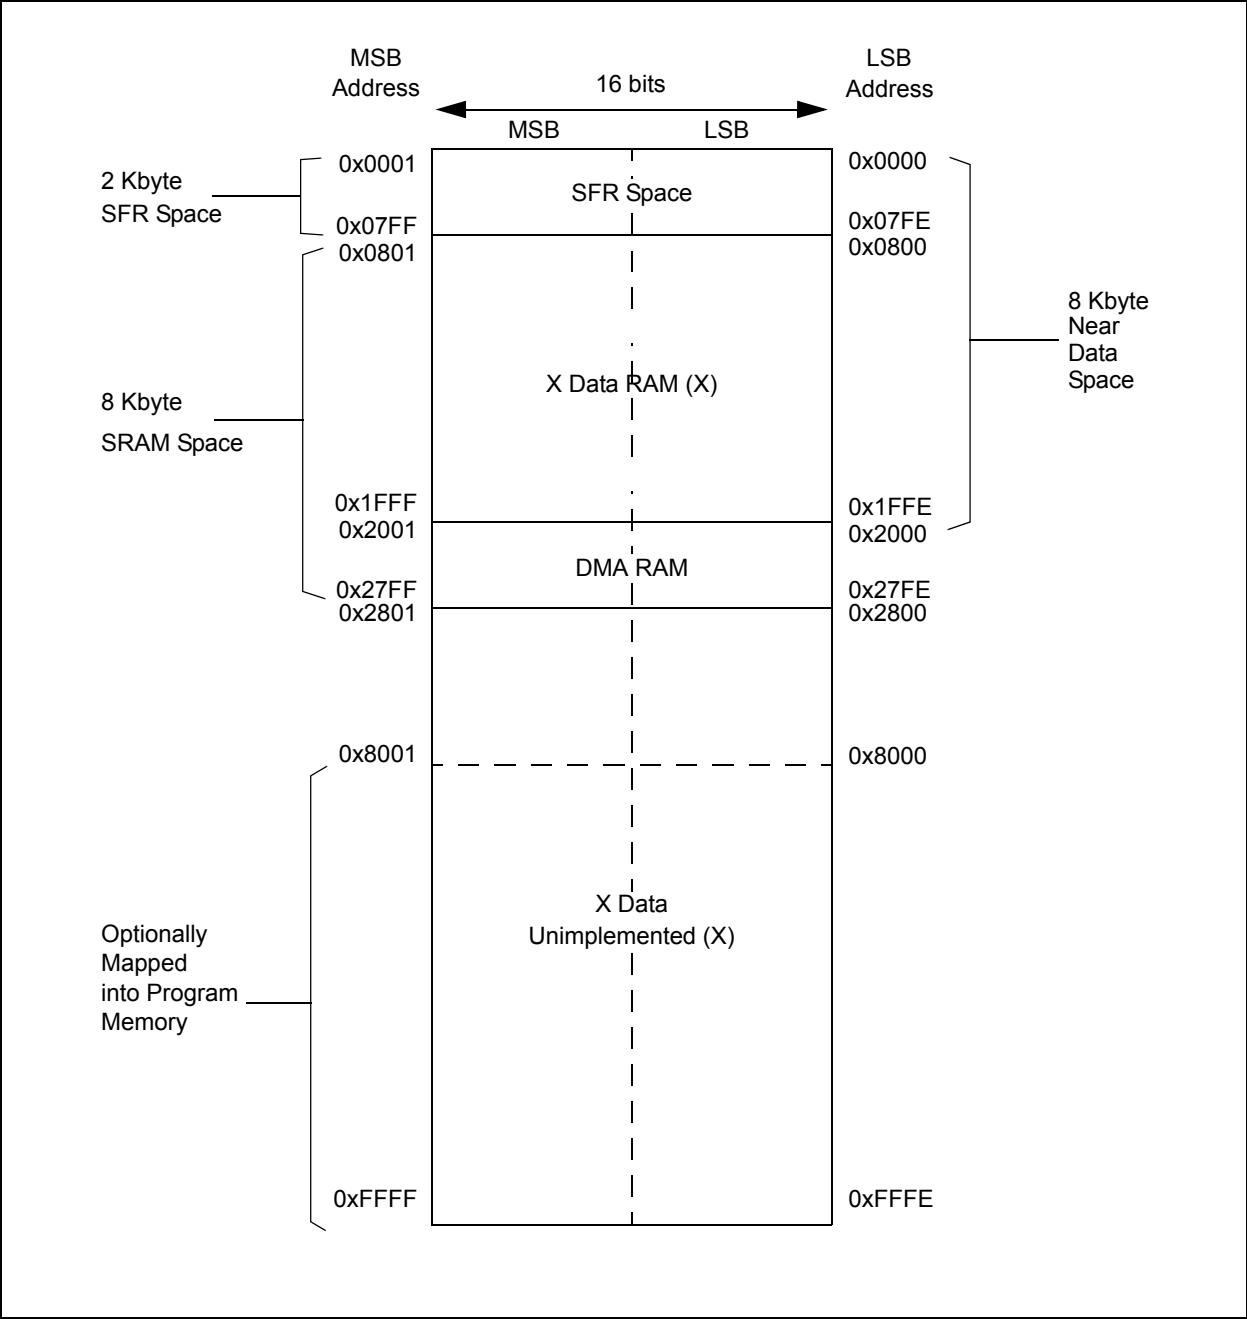 MSB
Address
LSB
Address
16 bits
MSB
LSB
0x0001
0x0000
2 Kbyte
SFR Space
SFR Space
0x07FF
0x07FE
0x0801
0x0800
8 Kbyte
Near
Data
Space
X Data RAM (X)
8 Kbyte
SRAM Space
0x1FFF
0x1FFE
0x2001
0x2000
DMA RAM
0x27FF
0x27FE
0x2801
0x2800
0x8001
0x8000
X Data
Unimplemented (X)
Optionally
Mapped
into Program
Memory
0xFFFF
0xFFFE